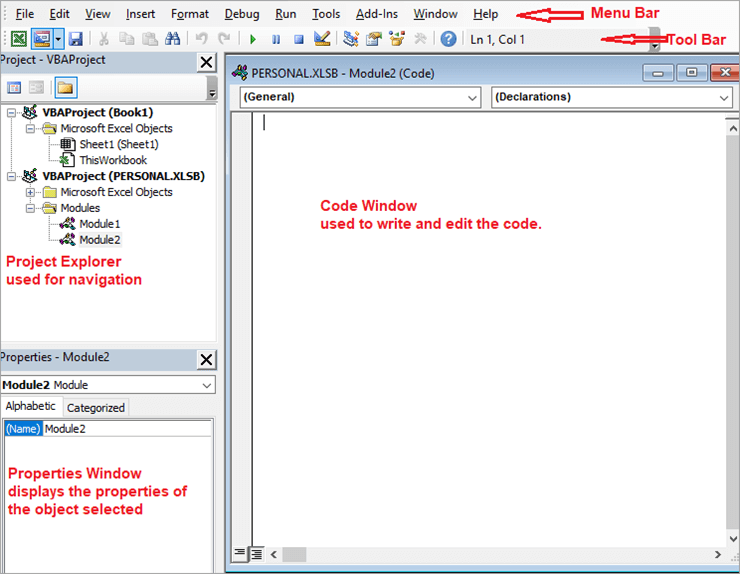 File Edit View Insert Format Debug Run Tools Add-Ins Window Help
Menu Bar
Ln 1, Col 1
Tool Bar
Project - VBAProject
VBAProject (Book1)
Microsoft Excel Objects
Sheet1 (Sheet1)
ThisWorkbook
VBAProject (PERSONAL.XLSB)
Microsoft Excel Objects
Modules
Module1
Module2
Project Explorer
used for navigation
PERSONAL.XLSB - Module2 (Code)
(General) (Declarations)
Code Window
used to write and edit the code.
Properties - Module2
Module2 Module
Alphabetic Categorized
(Name) Module2
Properties Window
displays the properties of
the object selected